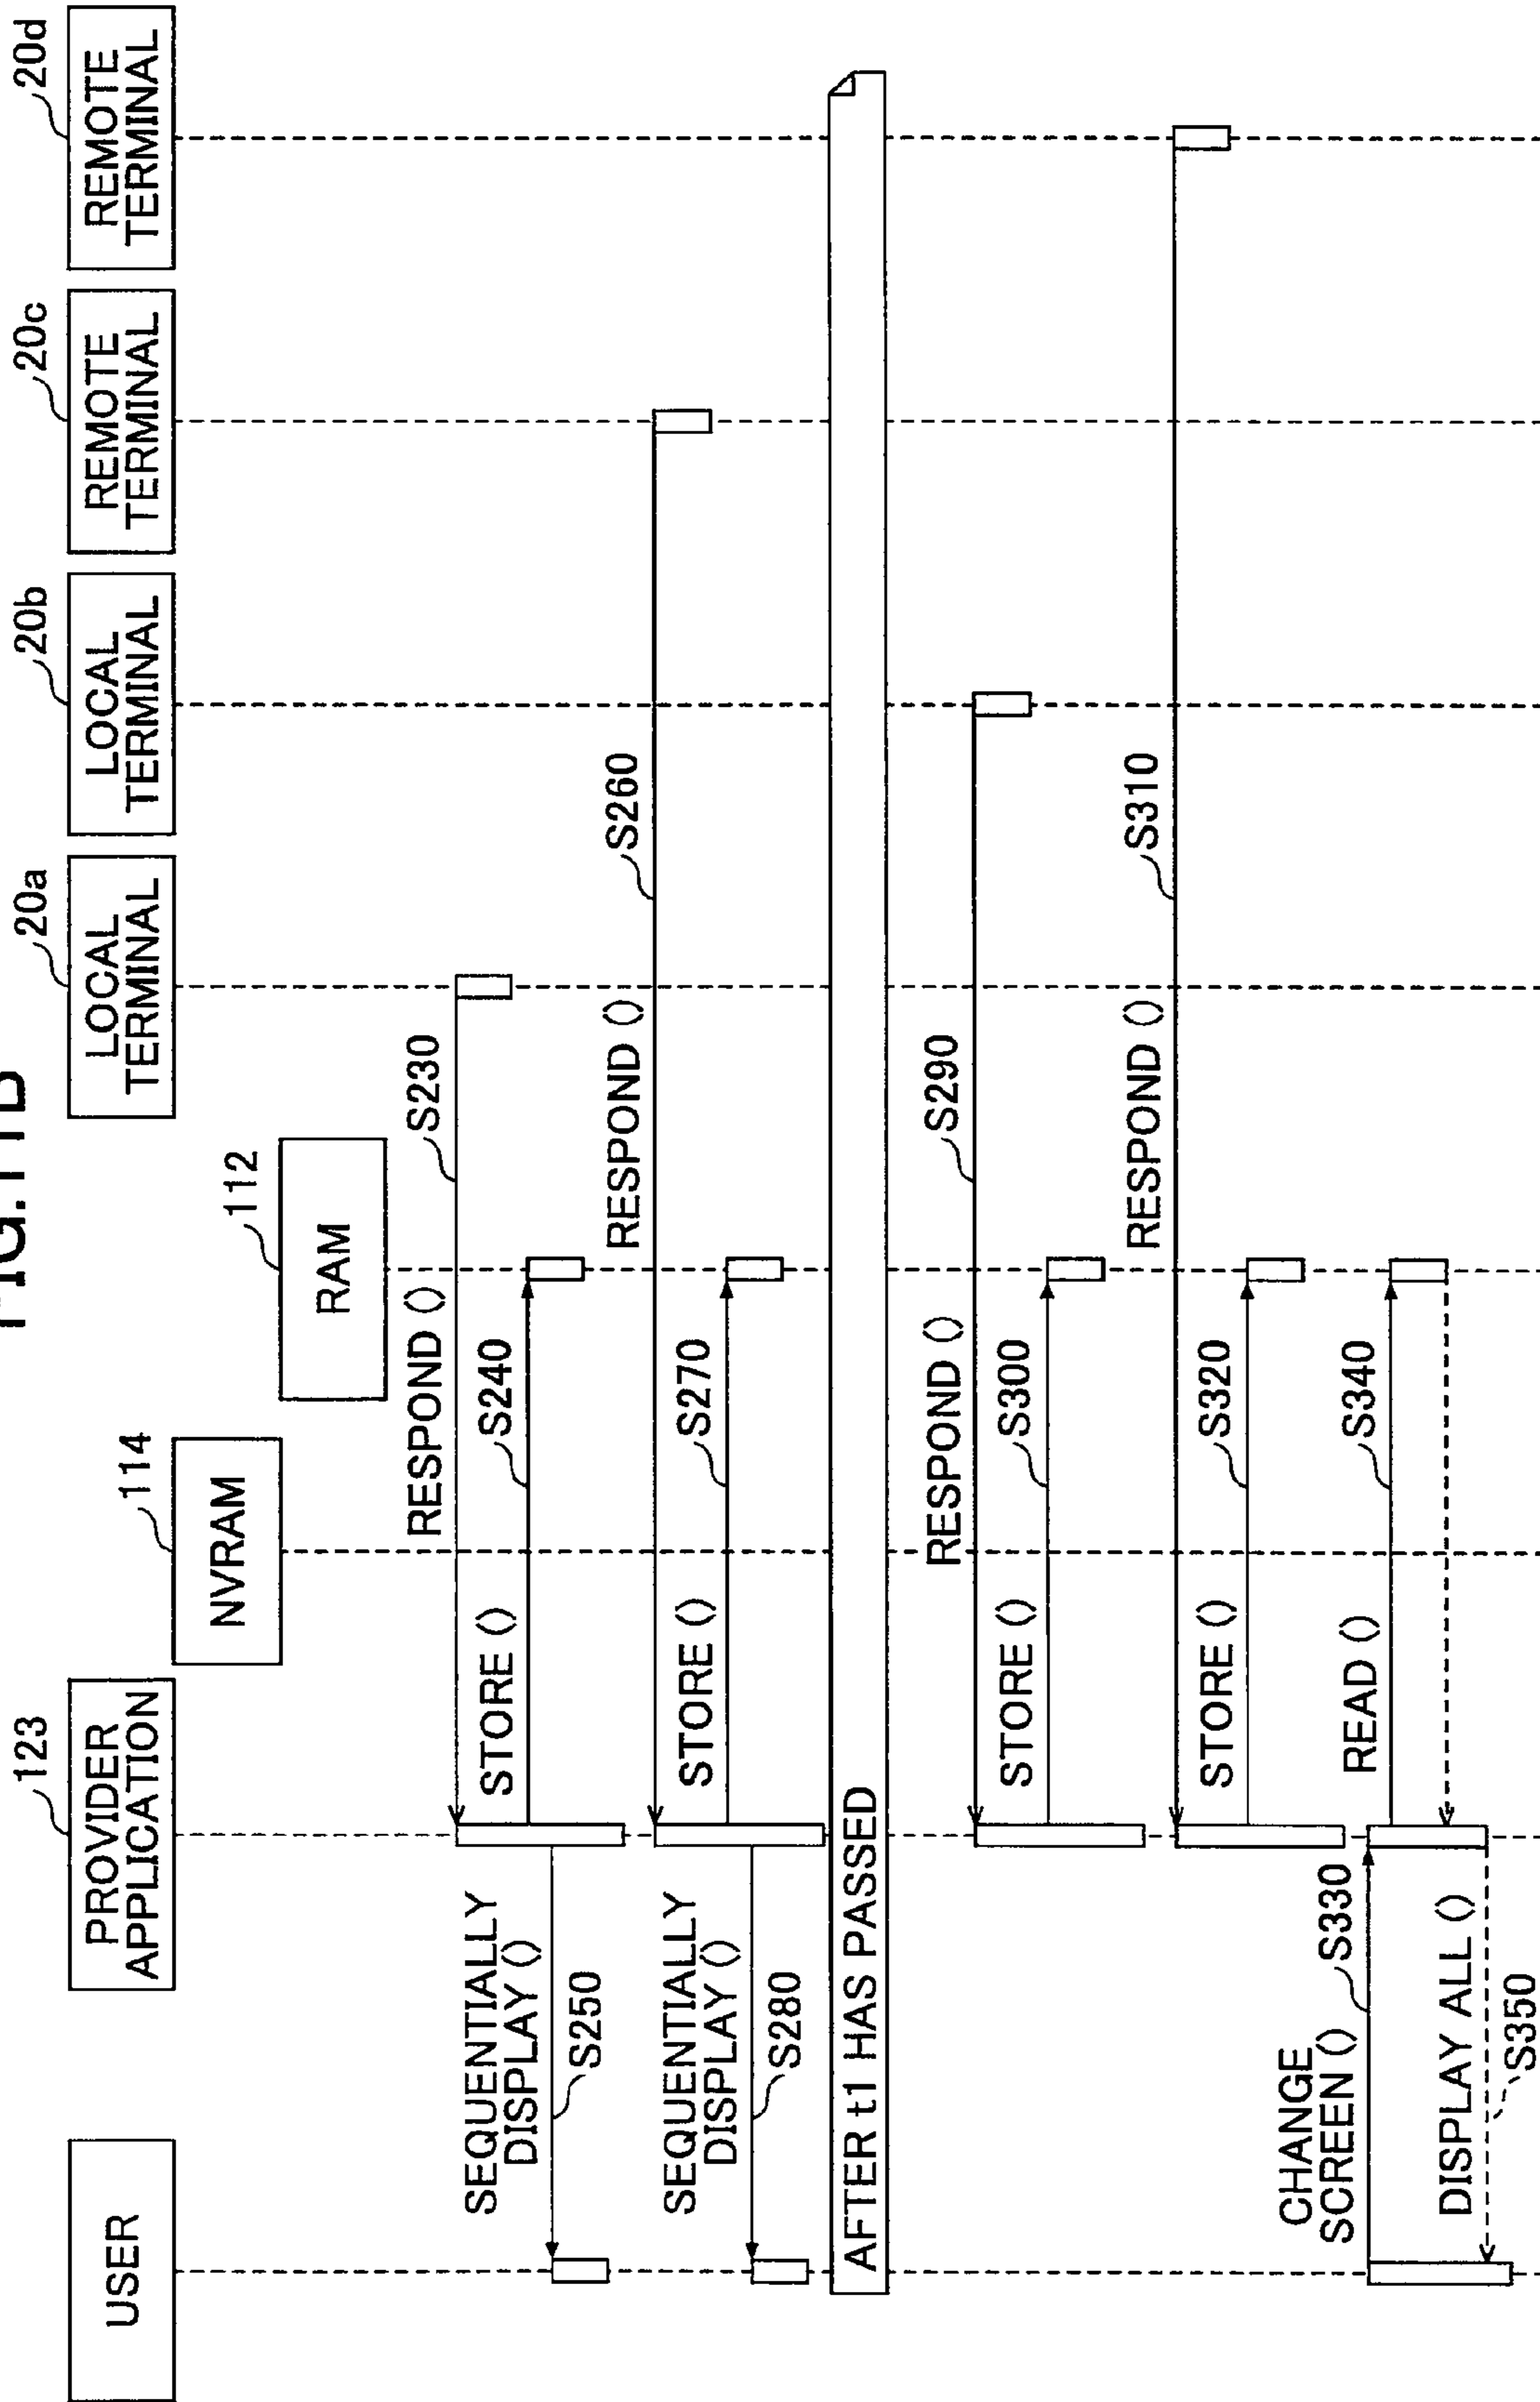 FIG.11B
USER
123
PROVIDER
APPLICATION
114
NVRAM
112
RAM
20a
LOCAL
TERMINAL
20b
LOCAL
TERMINAL
20c
REMOTE
TERMINAL
20d
REMOTE
TERMINAL
RESPOND ()
S230
STORE ()
S240
SEQUENTIALLY
DISPLAY ()
S250
RESPOND ()
S260
STORE ()
S270
SEQUENTIALLY
DISPLAY ()
S280
AFTER t1 HAS PASSED
RESPOND ()
S290
STORE ()
S300
RESPOND ()
S310
STORE ()
S320
CHANGE
SCREEN ()
S330
READ ()
S340
DISPLAY ALL ()
S350